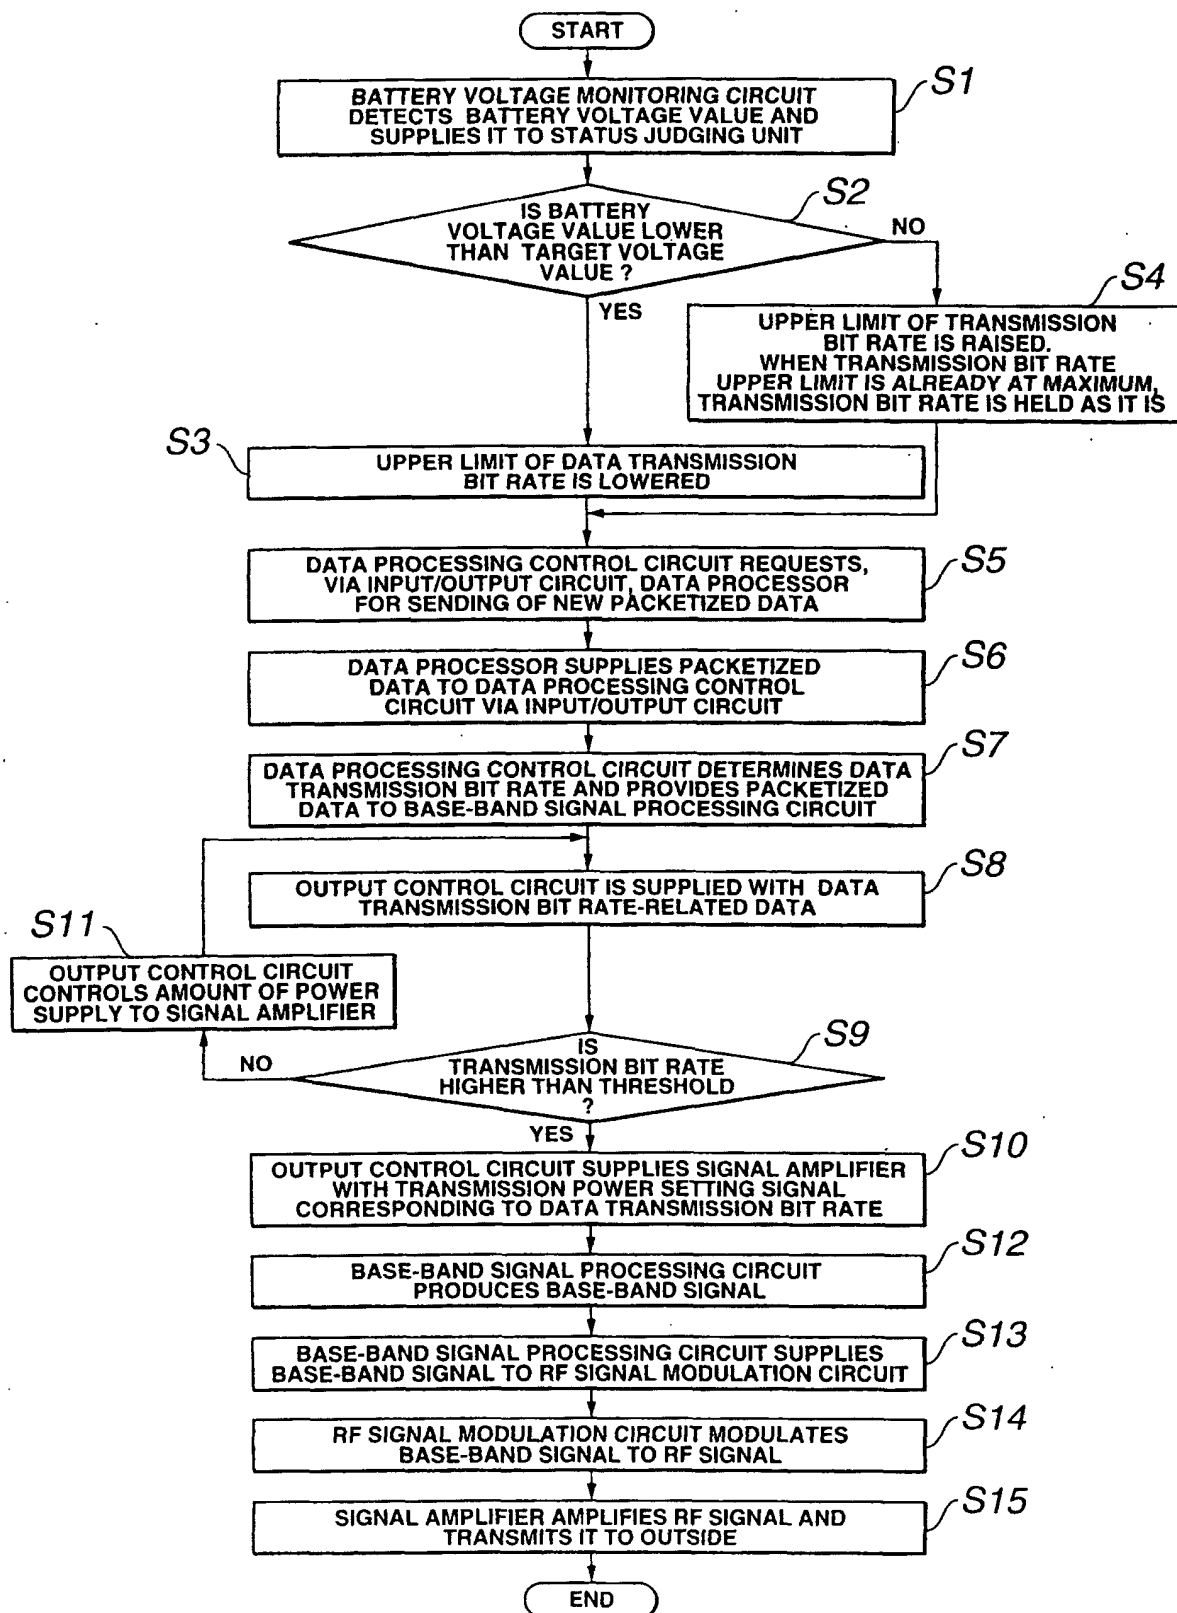 START
S1
BATTERY VOLTAGE MONITORING CIRCUIT
DETECTS BATTERY VOLTAGE VALUE AND
SUPPLIES IT TO STATUS JUDGING UNIT
S2
IS BATTERY
VOLTAGE VALUE LOWER
THAN TARGET VOLTAGE
VALUE ?
NO
YES
S4
UPPER LIMIT OF TRANSMISSION
BIT RATE IS RAISED.
WHEN TRANSMISSION BIT RATE
UPPER LIMIT IS ALREADY AT MAXIMUM,
TRANSMISSION BIT RATE IS HELD AS IT IS
S3
UPPER LIMIT OF DATA TRANSMISSION
BIT RATE IS LOWERED
S5
DATA PROCESSING CONTROL CIRCUIT REQUESTS,
VIA INPUT/OUTPUT CIRCUIT, DATA PROCESSOR
FOR SENDING OF NEW PACKETIZED DATA
S6
DATA PROCESSOR SUPPLIES PACKETIZED
DATA TO DATA PROCESSING CONTROL
CIRCUIT VIA INPUT/OUTPUT CIRCUIT
S7
DATA PROCESSING CONTROL CIRCUIT DETERMINES DATA
TRANSMISSION BIT RATE AND PROVIDES PACKETIZED
DATA TO BASE-BAND SIGNAL PROCESSING CIRCUIT
S8
OUTPUT CONTROL CIRCUIT IS SUPPLIED WITH DATA
TRANSMISSION BIT RATE-RELATED DATA
S11
OUTPUT CONTROL CIRCUIT
CONTROLS AMOUNT OF POWER
SUPPLY TO SIGNAL AMPLIFIER
S9
IS
TRANSMISSION BIT RATE
HIGHER THAN THRESHOLD
?
NO
YES
S10
OUTPUT CONTROL CIRCUIT SUPPLIES SIGNAL AMPLIFIER
WITH TRANSMISSION POWER SETTING SIGNAL
CORRESPONDING TO DATA TRANSMISSION BIT RATE
S12
BASE-BAND SIGNAL PROCESSING CIRCUIT
PRODUCES BASE-BAND SIGNAL
S13
BASE-BAND SIGNAL PROCESSING CIRCUIT SUPPLIES
BASE-BAND SIGNAL TO RF SIGNAL MODULATION CIRCUIT
S14
RF SIGNAL MODULATION CIRCUIT MODULATES
BASE-BAND SIGNAL TO RF SIGNAL
S15
SIGNAL AMPLIFIER AMPLIFIES RF SIGNAL AND
TRANSMITS IT TO OUTSIDE
END